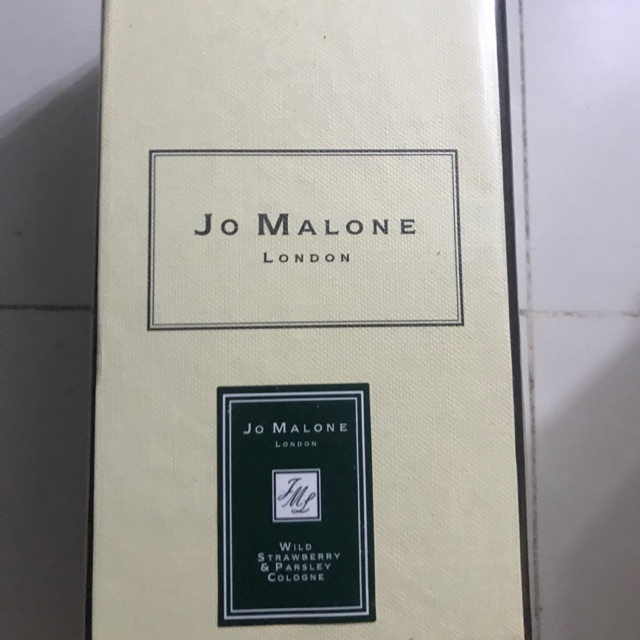 JO MALONE
LONDON
JO MALONE
LONDON
JML
WILD
STRAWBERRY
& PARSLEY
COLOGNE